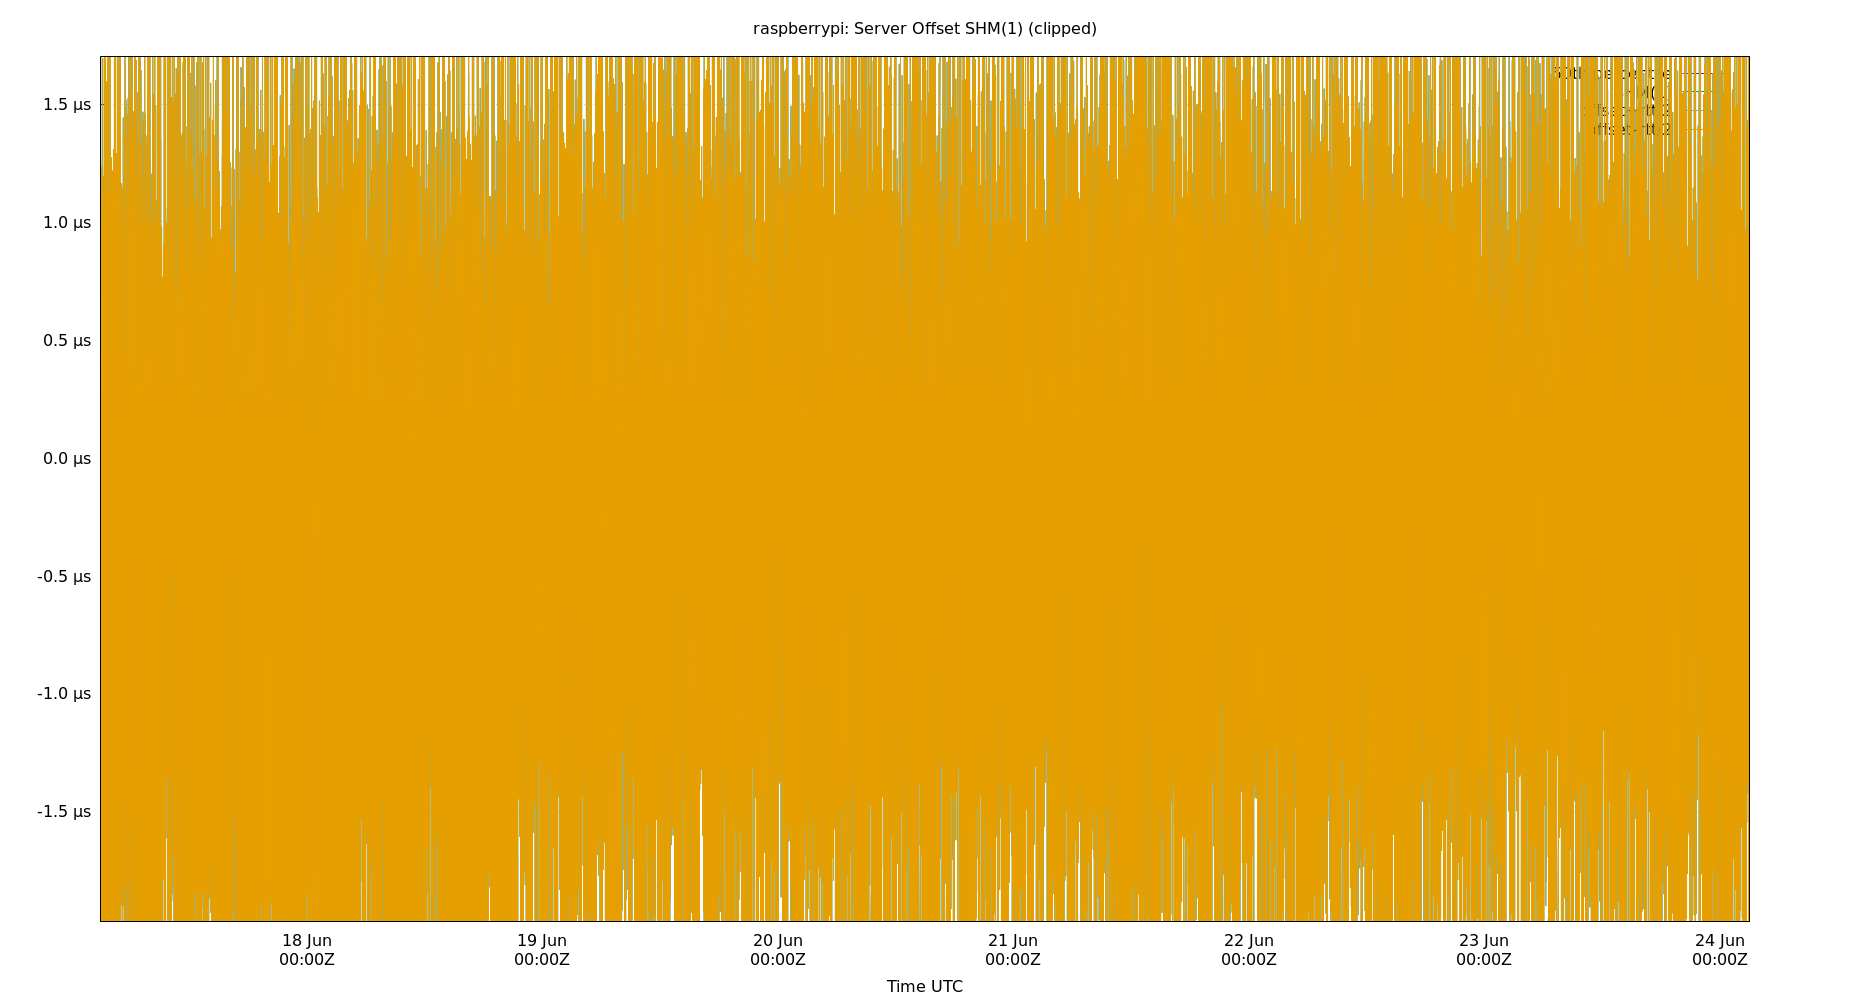 raspberrypi: Server Offset SHM(1) (clipped)
1.5 µs
1.0 µs
0.5 µs
0.0 µs
-0.5 µs
-1.0 µs
-1.5 µs
18 Jun 19 Jun 20 Jun 21 Jun 22 Jun 23 Jun 24 Jun
00:00Z 00:00Z 00:00Z 00:00Z 00:00Z 00:00Z 00:00Z
Time UTC